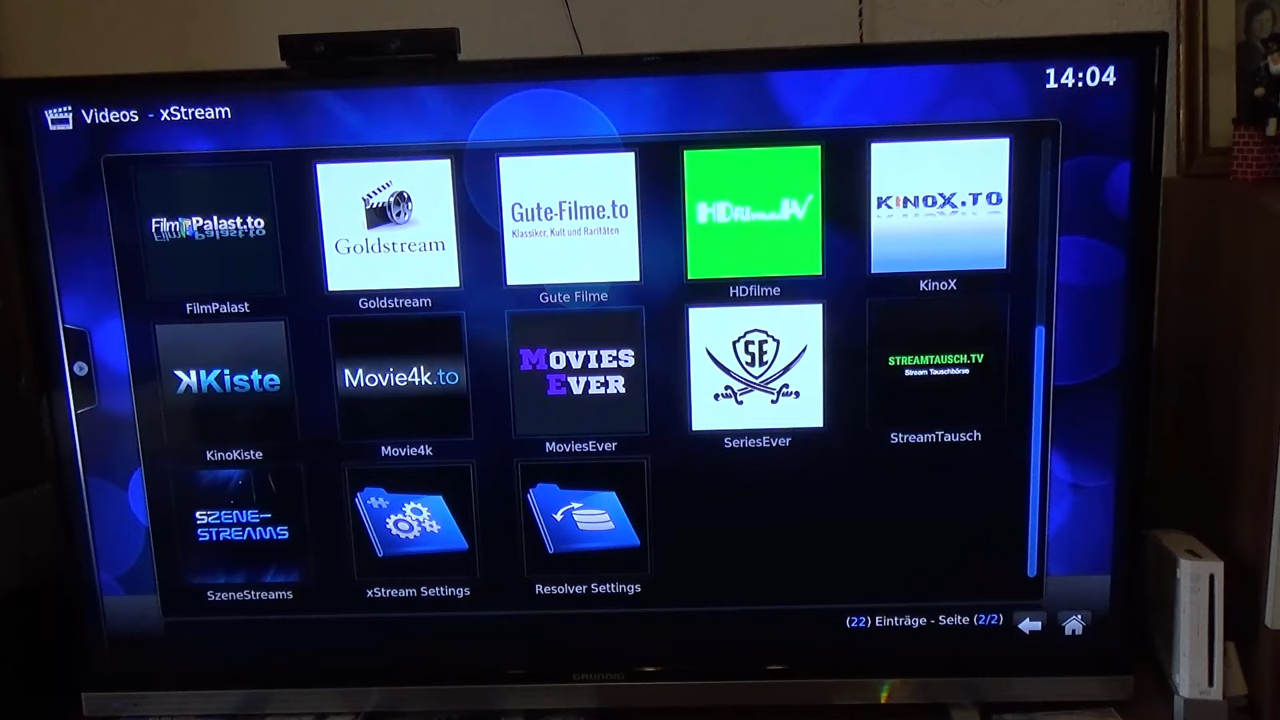 Videos - xStream
14:04
FilmPalast.to
Goldstream
Gute-Filme.to
Klassiker, Kult und Raritäten
HDfilme.TV
KINOX.TO
FilmPalast
Goldstream
Gute Filme
HDfilme
KinoX
KKiste
Movie4k.to
MOVIES
EVER
SE
STREAMTAUSCH.TV
Stream Tauschbörse
KinoKiste
Movie4k
MoviesEver
SeriesEver
StreamTausch
SZENE-
STREAMS
SzeneStreams
xStream Settings
Resolver Settings
(22) Einträge - Seite (2/2)
GRUNDIG